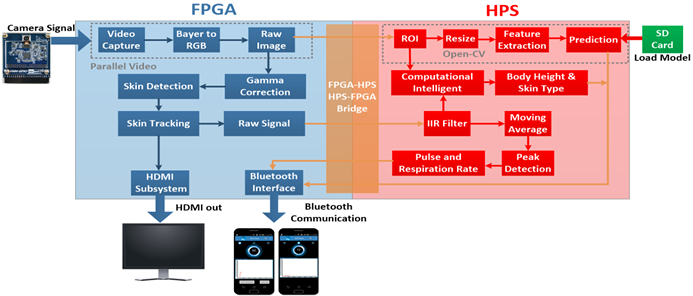 FPGA
HPS
Camera Signal
Video
Capture
Bayer to
RGB
Raw
Image
Parallel Video
ROI
Resize
Feature
Extraction
Prediction
Open-CV
SD
Card
Load Model
Skin Detection
Gamma
Correction
FPGA-HPS
HPS-FPGA
Bridge
Computational
Intelligent
Body Height &
Skin Type
Skin Tracking
Raw Signal
IIR Filter
Moving
Average
HDMI
Subsystem
Bluetooth
Interface
Pulse and
Respiration Rate
Peak
Detection
HDMI out
Bluetooth
Communication